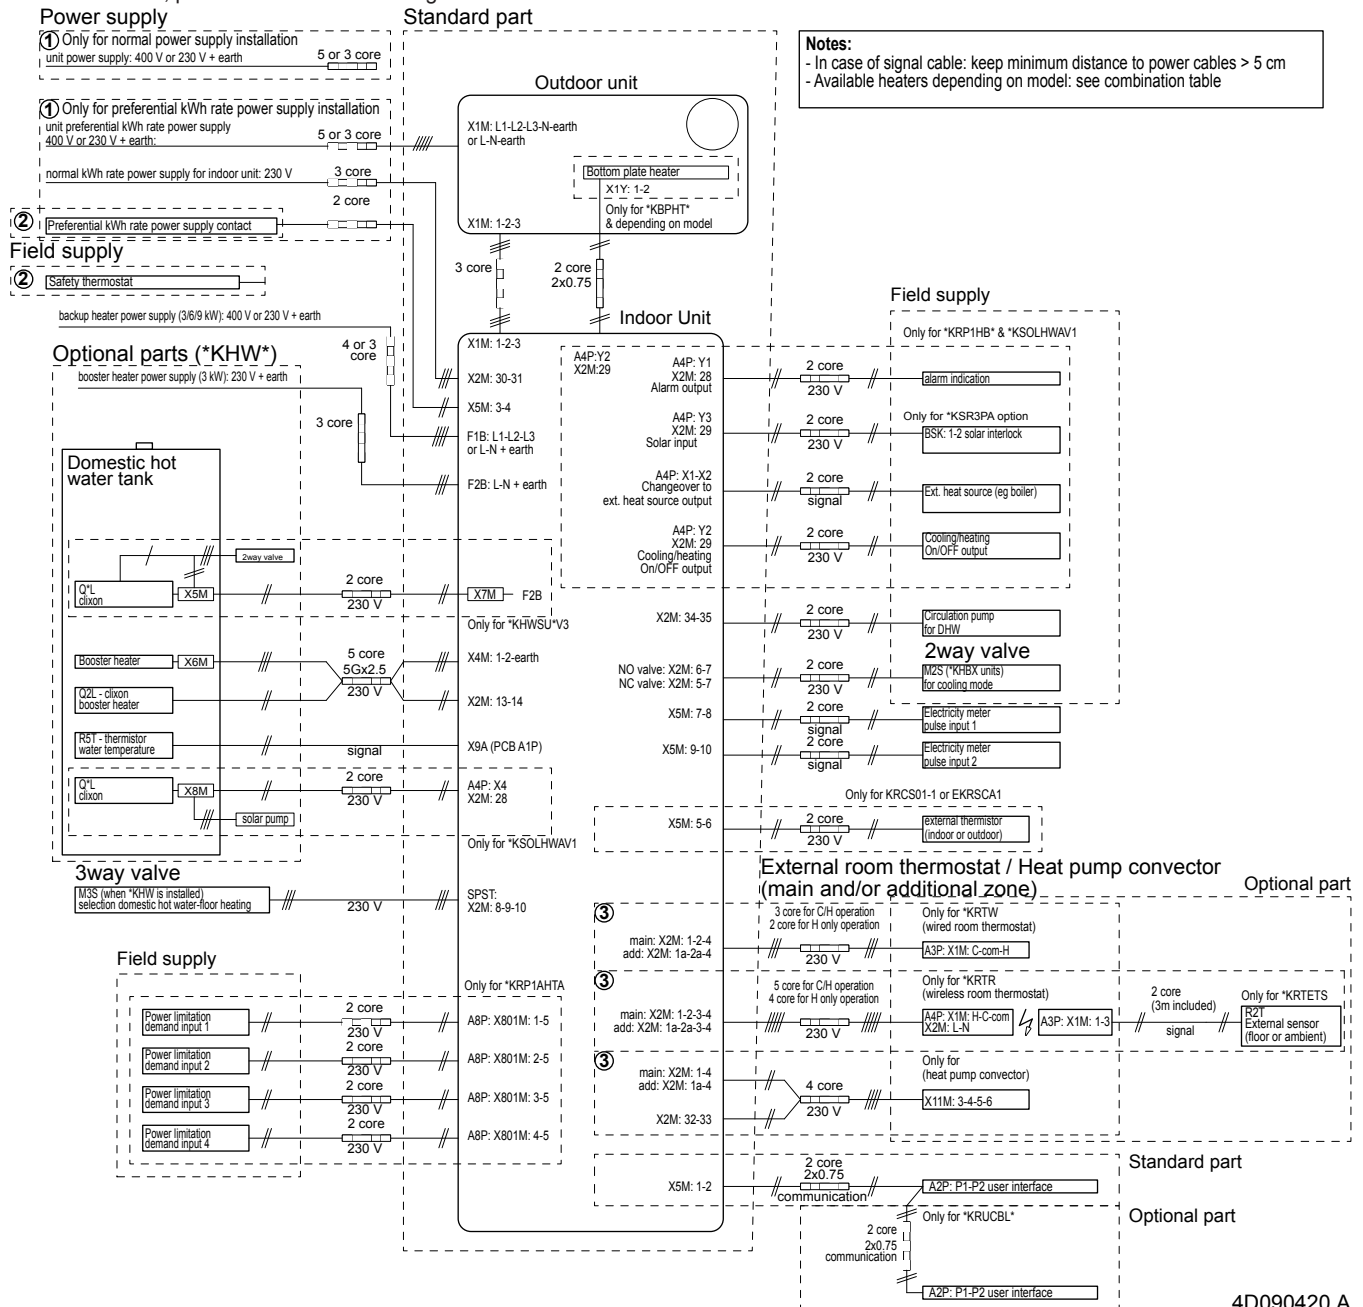 Power supply
① Only for normal power supply installation
unit power supply: 400 V or 230 V + earth
5 or 3 core
① Only for preferential kWh rate power supply installation
unit preferential kWh rate power supply
400 V or 230 V + earth:
5 or 3 core
normal kWh rate power supply for indoor unit: 230 V
3 core
2 core
② Preferential kWh rate power supply contact
Field supply
② Safety thermostat
backup heater power supply (3/6/9 kW): 400 V or 230 V + earth
4 or 3
core
Optional parts (*KHW*)
booster heater power supply (3 kW): 230 V + earth
3 core
Domestic hot
water tank
2way valve
Q*L
clixon
X5M
2 core
230 V
Booster heater
X6M
5 core
5Gx2.5
230 V
Q2L - clixon
booster heater
R5T - thermistor
water temperature
signal
Q*L
clixon
X8M
2 core
230 V
solar pump
3way valve
M3S (when *KHW is installed)
selection domestic hot water-floor heating
230 V
Field supply
Power limitation
demand input 1
2 core
230 V
Power limitation
demand input 2
2 core
230 V
Power limitation
demand input 3
2 core
230 V
Power limitation
demand input 4
2 core
230 V
Standard part
Outdoor unit
X1M: L1-L2-L3-N-earth
or L-N-earth
Bottom plate heater
X1Y: 1-2
Only for *KBPHT*
& depending on model
X1M: 1-2-3
3 core
2 core
2x0.75
Indoor Unit
X1M: 1-2-3
X2M: 30-31
X5M: 3-4
F1B: L1-L2-L3
or L-N + earth
F2B: L-N + earth
X7M
F2B
Only for *KHWSU*V3
X4M: 1-2-earth
X2M: 13-14
X9A (PCB A1P)
A4P: X4
X2M: 28
Only for *KSOLHWAV1
SPST:
X2M: 8-9-10
Only for *KRP1AHTA
A8P: X801M: 1-5
A8P: X801M: 2-5
A8P: X801M: 3-5
A8P: X801M: 4-5
A4P:Y2
X2M:29
A4P: Y1
X2M: 28
Alarm output
A4P: Y3
X2M: 29
Solar input
A4P: X1-X2
Changeover to
ext. heat source output
A4P: Y2
X2M: 29
Cooling/heating
On/OFF output
X2M: 34-35
NO valve: X2M: 6-7
NC valve: X2M: 5-7
X5M: 7-8
X5M: 9-10
X5M: 5-6
Notes:
- In case of signal cable: keep minimum distance to power cables > 5 cm
- Available heaters depending on model: see combination table
Field supply
Only for *KRP1HB* & *KSOLHWAV1
2 core
230 V
alarm indication
Only for *KSR3PA option
2 core
230 V
BSK: 1-2 solar interlock
2 core
signal
Ext. heat source (eg boiler)
2 core
230 V
Cooling/heating
On/OFF output
2 core
230 V
Circulation pump
for DHW
2way valve
2 core
230 V
M2S (*KHBX units)
for cooling mode
2 core
signal
Electricity meter
pulse input 1
2 core
signal
Electricity meter
pulse input 2
Only for KRCS01-1 or EKRSCA1
2 core
230 V
external thermistor
(indoor or outdoor)
External room thermostat / Heat pump convector
(main and/or additional zone)
Optional part
③
main: X2M: 1-2-4
add: X2M: 1a-2a-4
3 core for C/H operation
2 core for H only operation
230 V
Only for *KRTW
(wired room thermostat)
A3P: X1M: C-com-H
③
main: X2M: 1-2-3-4
add: X2M: 1a-2a-3-4
5 core for C/H operation
4 core for H only operation
230 V
Only for *KRTR
(wireless room thermostat)
A4P: X1M: H-C-com
X2M: L-N
A3P: X1M: 1-3
2 core
(3m included)
signal
Only for *KRTETS
R2T
External sensor
(floor or ambient)
③
main: X2M: 1-4
add: X2M: 1a-4
X2M: 32-33
4 core
230 V
Only for
(heat pump convector)
X11M: 3-4-5-6
X5M: 1-2
2 core
2x0.75
communication
A2P: P1-P2 user interface
Standard part
Only for *KRUCBL*
Optional part
2 core
2x0.75
communication
A2P: P1-P2 user interface
4D090420 A